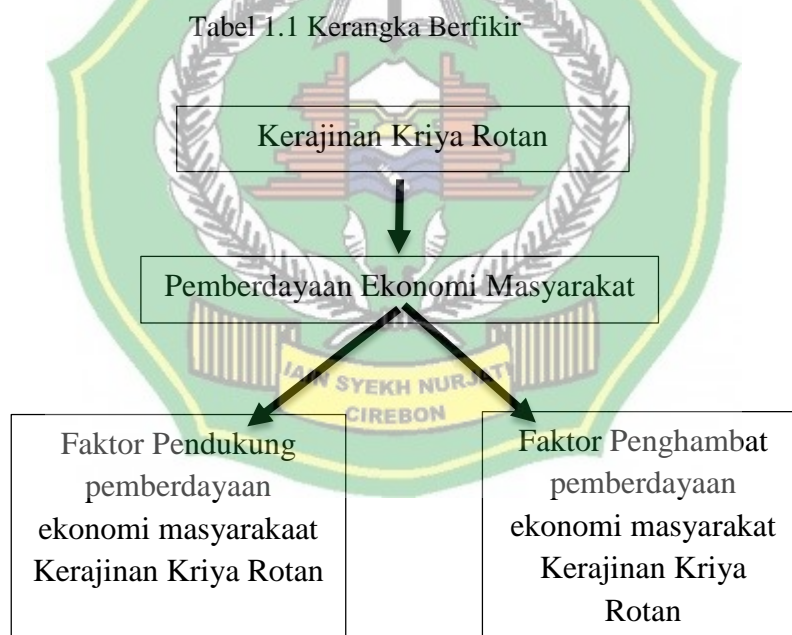 Tabel 1.1 Kerangka Berfikir
Kerajinan Kriya Rotan
Pemberdayaan Ekonomi Masyarakat
IAIN SYEKH NURJATI
CIREBON
Faktor Pendukung
pemberdayaan
ekonomi masyarakaat
Kerajinan Kriya Rotan
Faktor Penghambat
pemberdayaan
ekonomi masyarakat
Kerajinan Kriya
Rotan